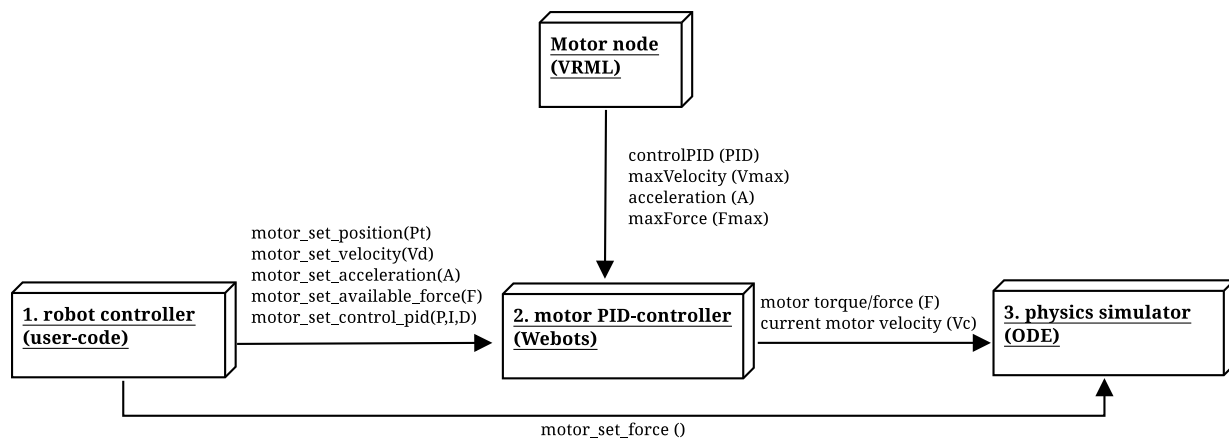 Motor node
(VRML)
controlPID (PID)
maxVelocity (Vmax)
acceleration (A)
maxForce (Fmax)
motor_set_position(Pt)
motor_set_velocity(Vd)
motor_set_acceleration(A)
motor_set_available_force(F)
motor_set_control_pid(P,I,D)
1. robot controller
(user-code)
2. motor PID-controller
(Webots)
motor torque/force (F)
current motor velocity (Vc)
3. physics simulator
(ODE)
motor_set_force ()